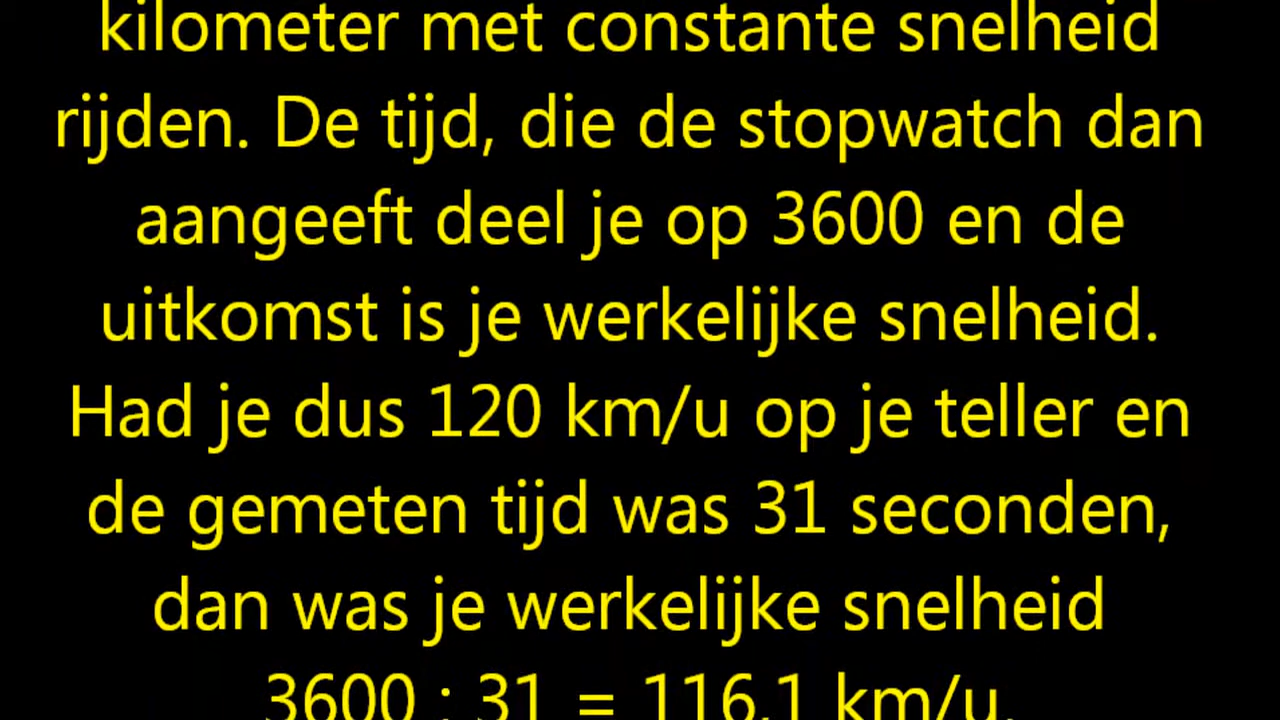 kilometer met constante snelheid
rijden. De tijd, die de stopwatch dan
aangeeft deel je op 3600 en de
uitkomst is je werkelijke snelheid.
Had je dus 120 km/u op je teller en
de gemeten tijd was 31 seconden,
dan was je werkelijke snelheid
3600 : 31 = 116,1 km/u.